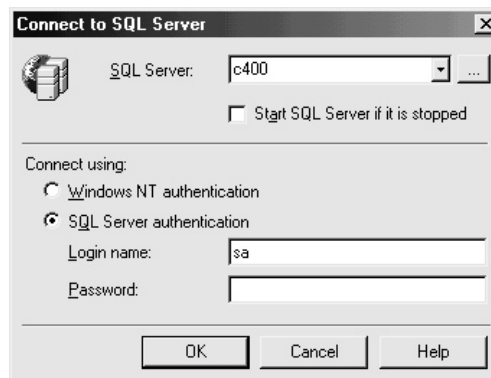 Connect to SQL Server
SQL Server: c400 ...
Start SQL Server if it is stopped
Connect using:
Windows NT authentication
SQL Server authentication
Login name: sa
Password:
OK Cancel Help